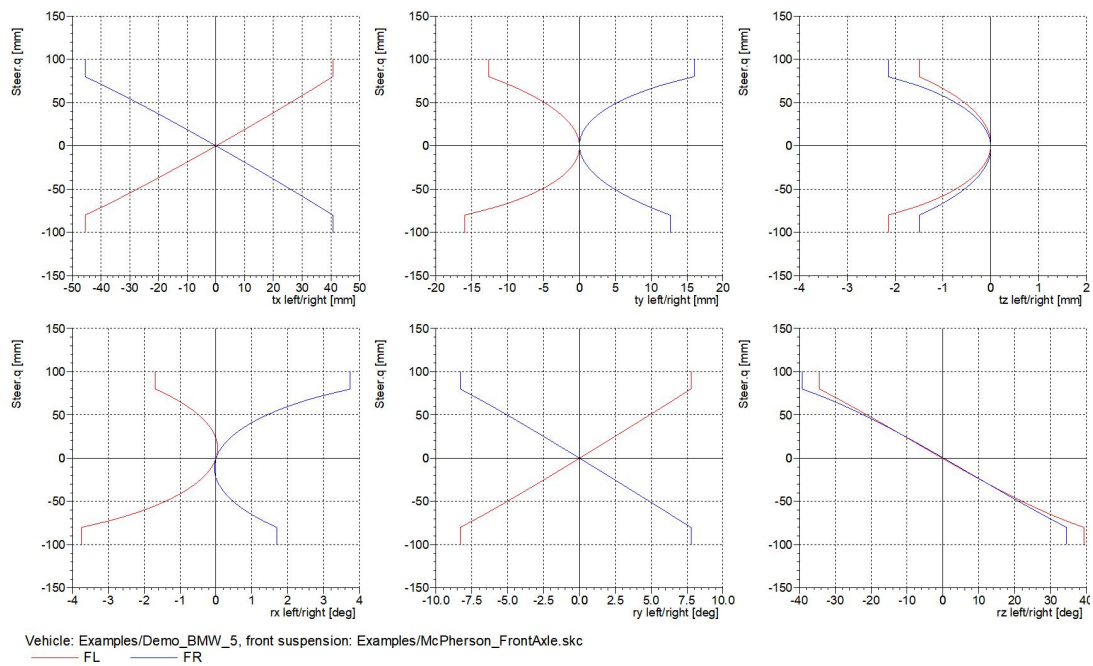 Steer.q [mm]
150
100
50
0
-50
-100
-150
-50 -40 -30 -20 -10 0 10 20 30 40 50
tx left/right [mm]
Steer.q [mm]
150
100
50
0
-50
-100
-150
-20 -15 -10 -5 0 5 10 15 20
ty left/right [mm]
Steer.q [mm]
150
100
50
0
-50
-100
-150
-4 -3 -2 -1 0 1 2
tz left/right [mm]
Steer.q [mm]
150
100
50
0
-50
-100
-150
-4 -3 -2 -1 0 1 2 3 4
rx left/right [deg]
Steer.q [mm]
150
100
50
0
-50
-100
-150
-10.0 -7.5 -5.0 -2.5 0.0 2.5 5.0 7.5 10.0
ry left/right [deg]
Steer.q [mm]
150
100
50
0
-50
-100
-150
-40 -30 -20 -10 0 10 20 30 40
rz left/right [deg]
Vehicle: Examples/Demo_BMW_5, front suspension: Examples/McPherson_FrontAxle.skc
FL FR